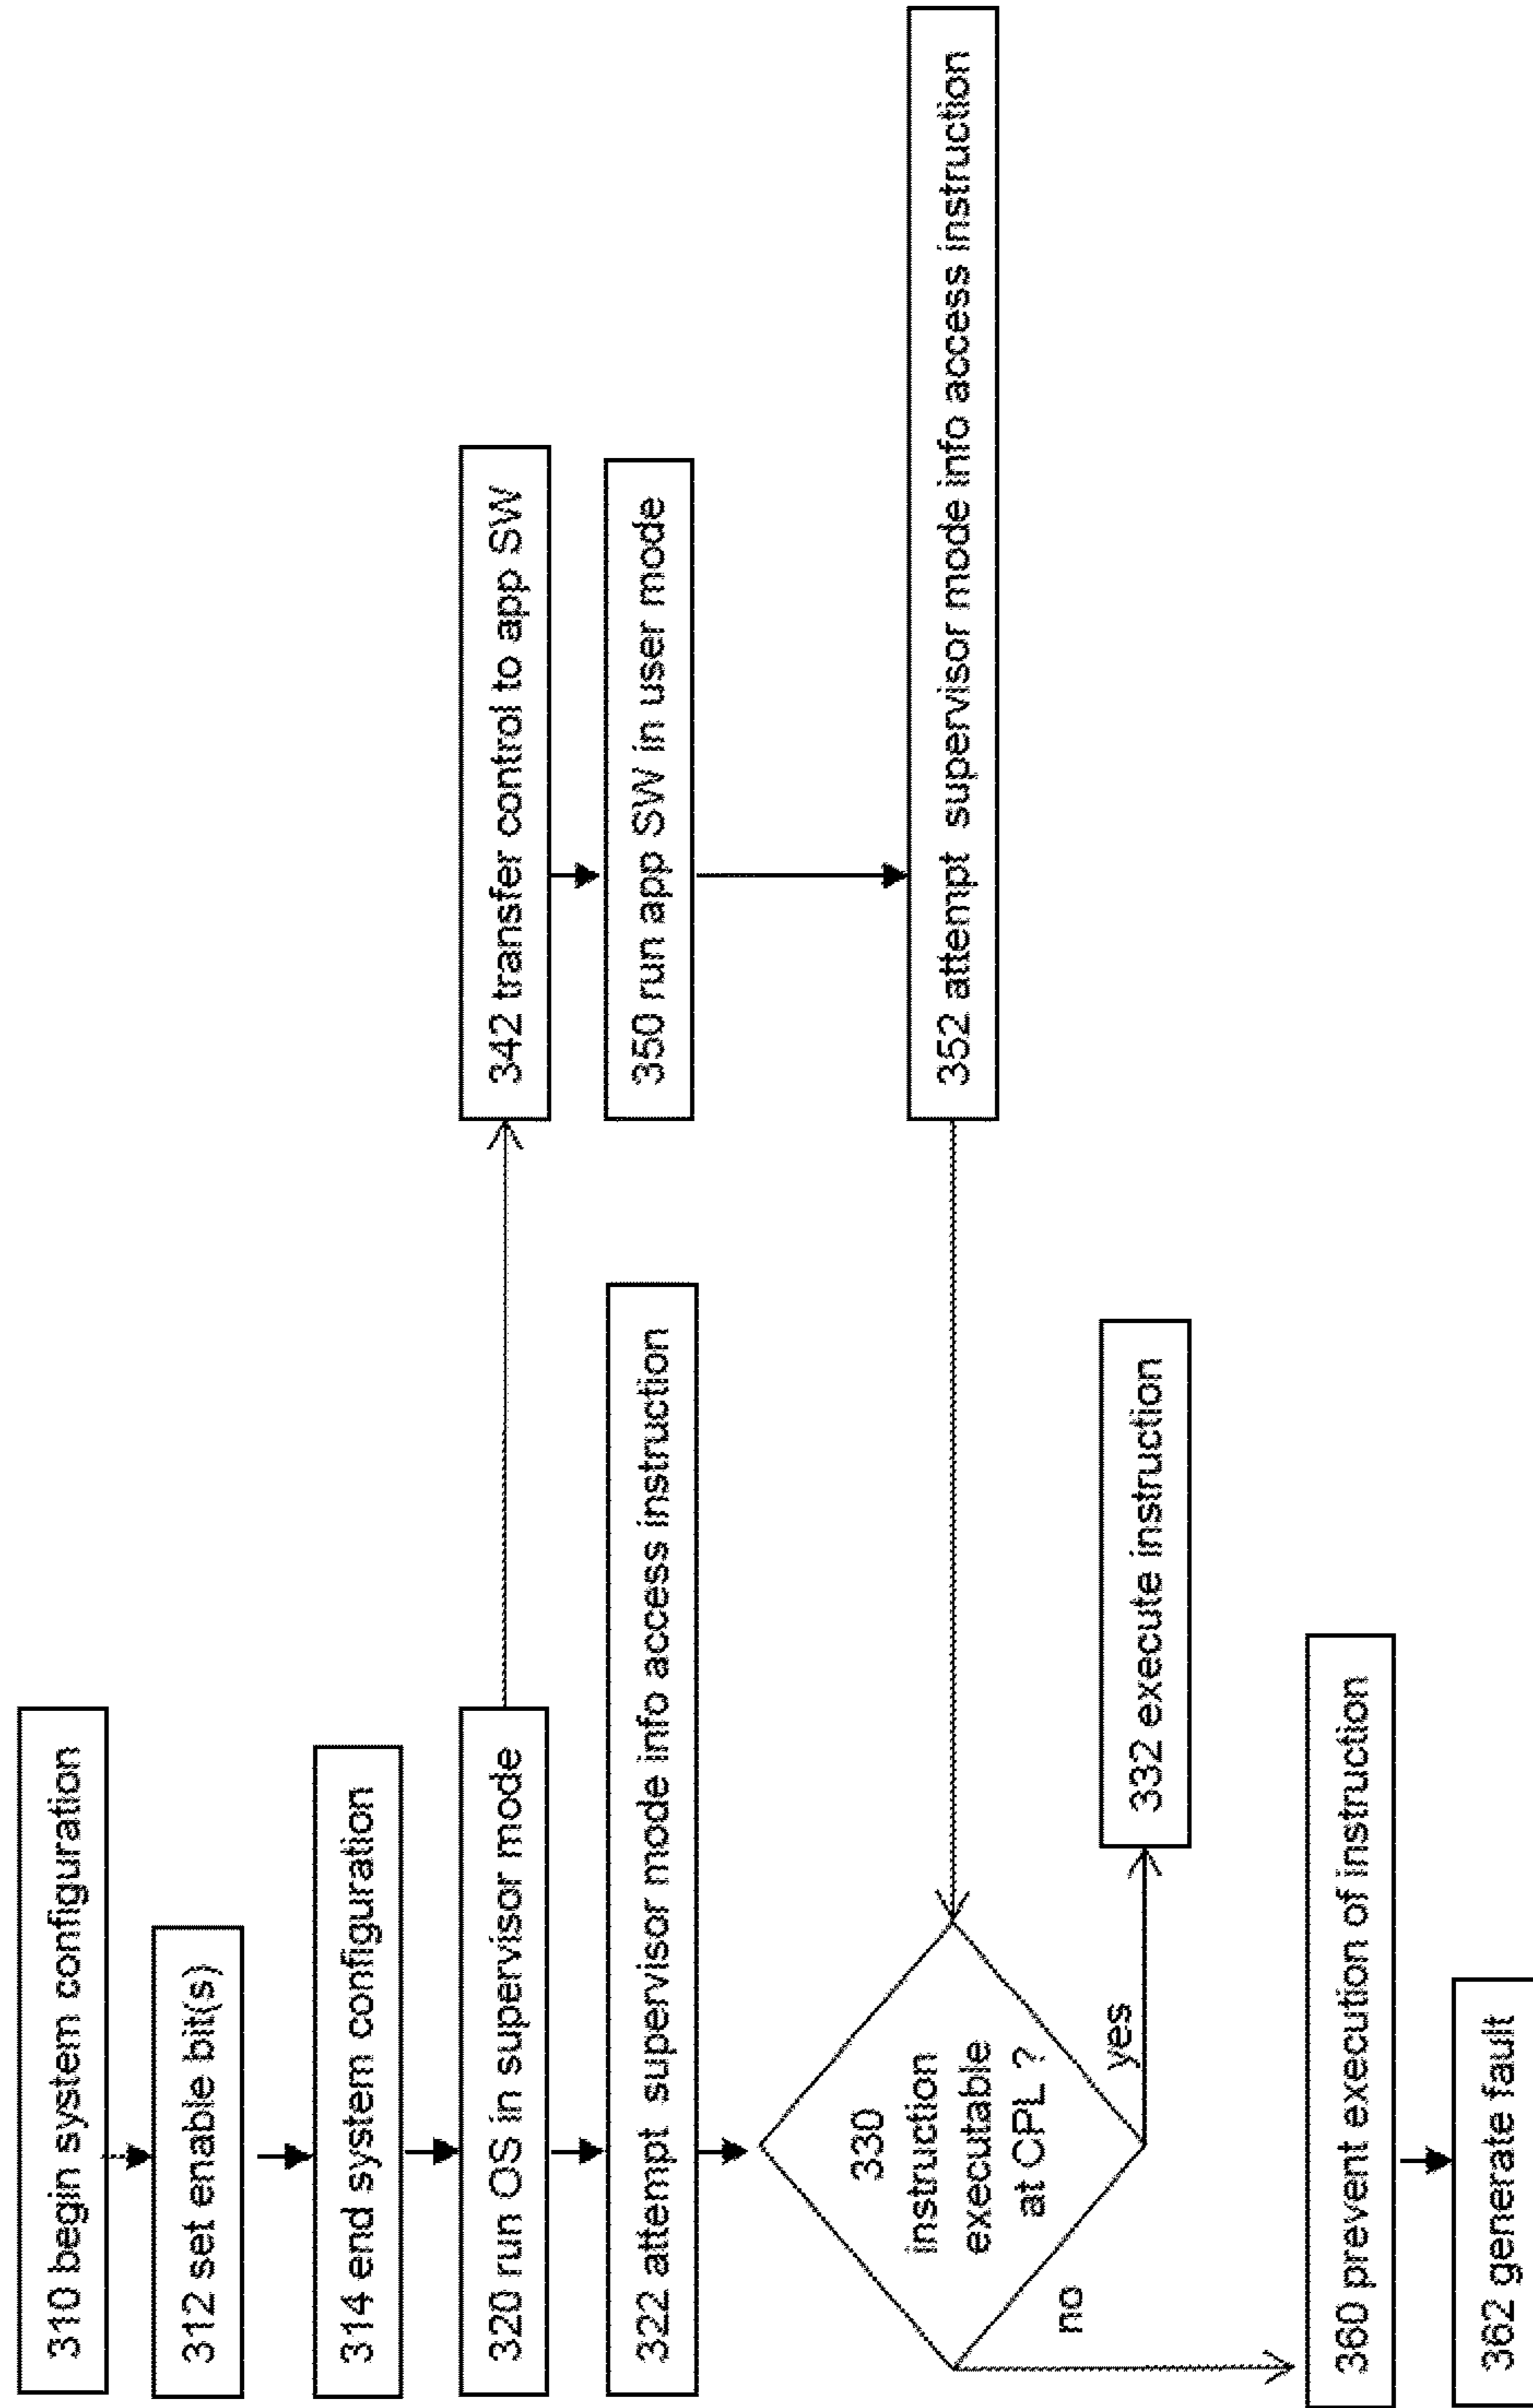 310 begin system configuration
312 set enable bit(s)
314 end system configuration
320 run OS in supervisor mode
342 transfer control to app SW
322 attempt supervisor mode info access instruction
350 run app SW in user mode
352 attempt supervisor mode info access instruction
330
instruction
executable
at CPL ?
yes
no
332 execute instruction
360 prevent execution of instruction
362 generate fault